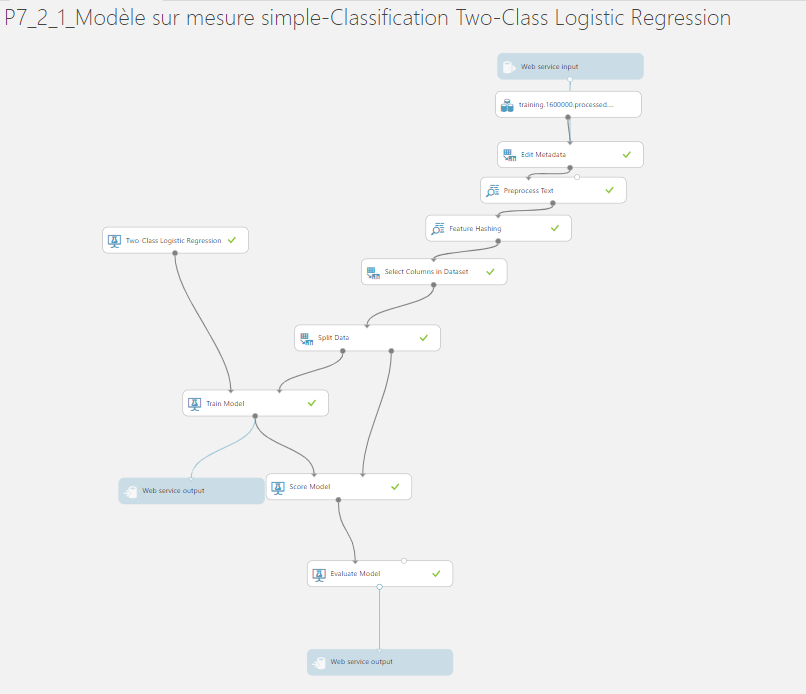 P7_2_1_Modèle sur mesure simple-Classification Two-Class Logistic Regression
Web service input
training.1600000.processed....
Edit Metadata
Preprocess Text
Feature Hashing
Two-Class Logistic Regression
Select Columns in Dataset
Split Data
Train Model
Web service output
Score Model
Evaluate Model
Web service output